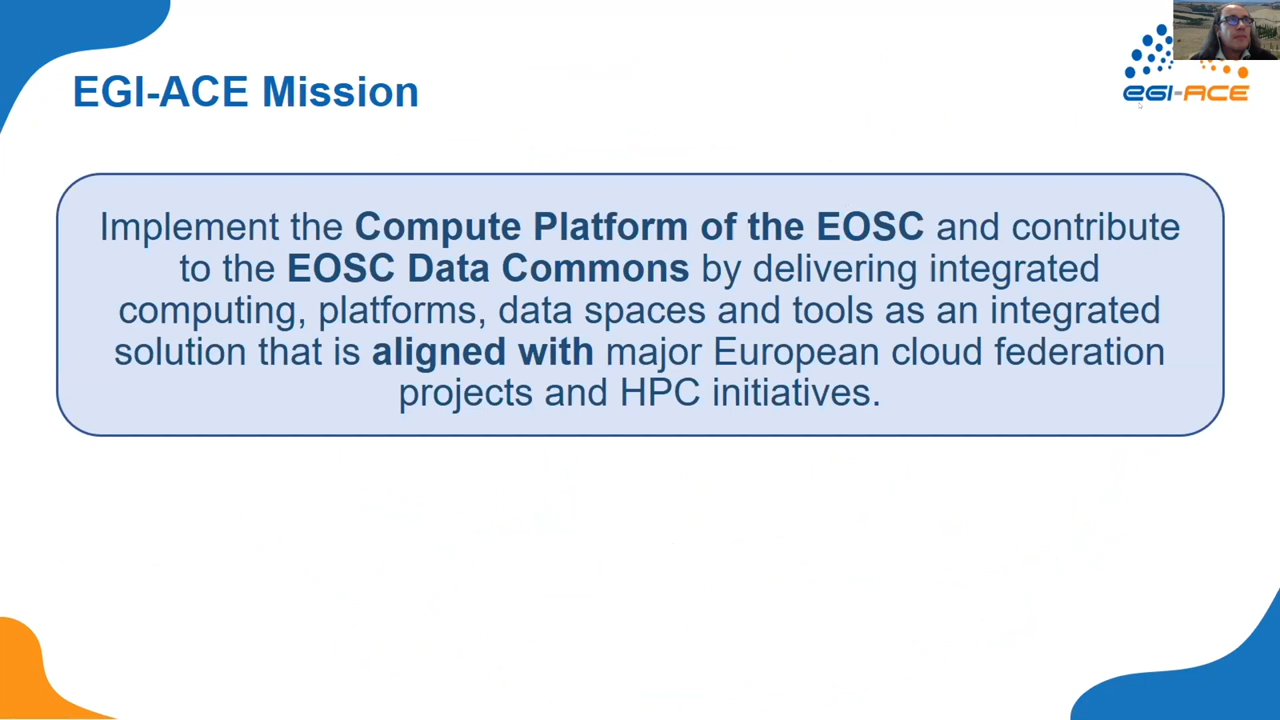 EGI-ACE Mission
eGI-ACE
Implement the Compute Platform of the EOSC and contribute
to the EOSC Data Commons by delivering integrated
computing, platforms, data spaces and tools as an integrated
solution that is aligned with major European cloud federation
projects and HPC initiatives.